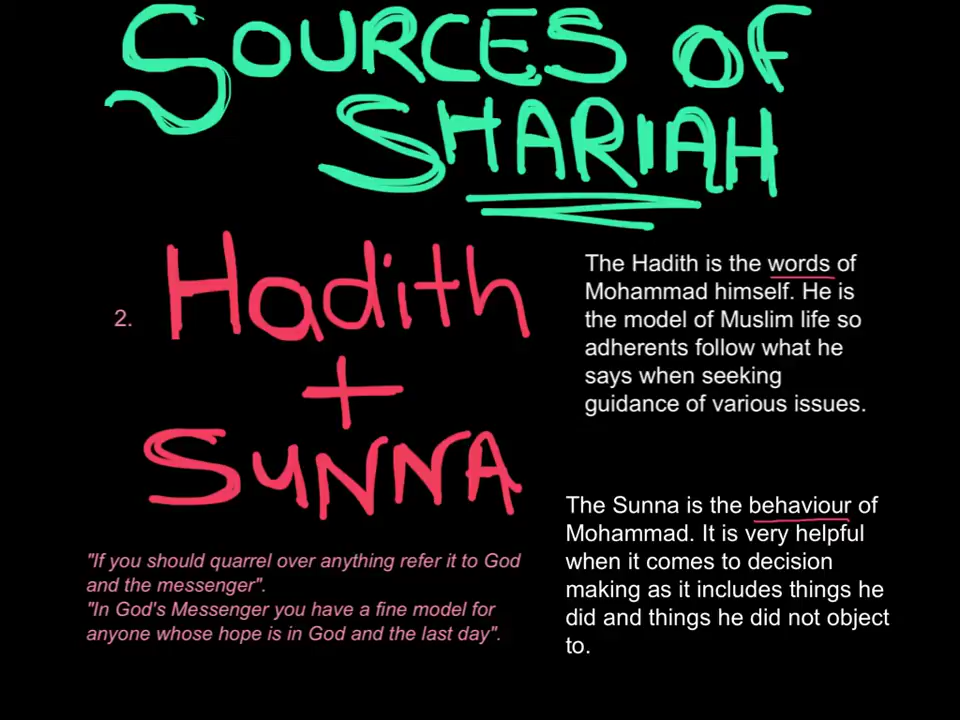 SOURCES OF
SHARIAH
2.
Hadith
+
SUNNA
"If you should quarrel over anything refer it to God
and the messenger".
"In God's Messenger you have a fine model for
anyone whose hope is in God and the last day".
The Hadith is the words of
Mohammad himself. He is
the model of Muslim life so
adherents follow what he
says when seeking
guidance of various issues.
The Sunna is the behaviour of
Mohammad. It is very helpful
when it comes to decision
making as it includes things he
did and things he did not object
to.